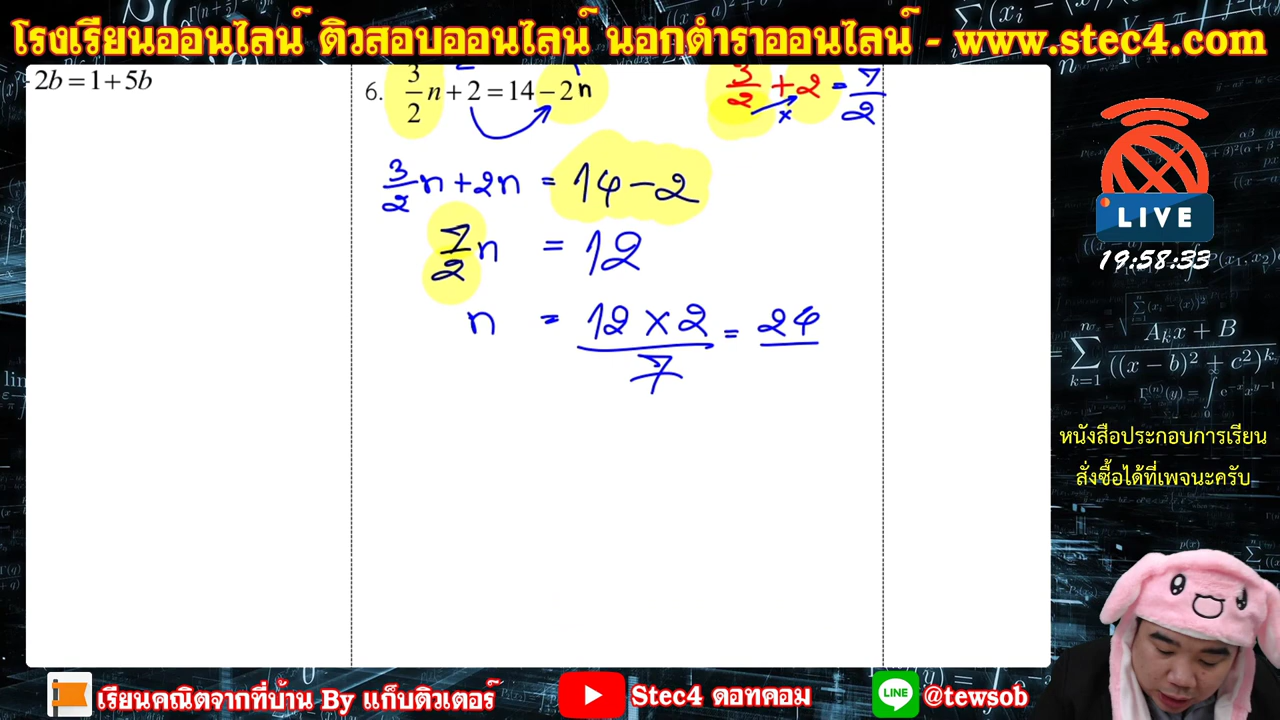 โรงเรียนออนไลน์ ติวสอบออนไลน์ นอกตำราออนไลน์ - www.stec4.com
2b = 1 + 5b
6. 3/2 n + 2 = 14 − 2n
3/2 + 2 = 7/2
x
3/2 n + 2n = 14 − 2
7/2 n = 12
n = 12 × 2 / 7 = 24
LIVE
19:58:33
หนังสือประกอบการเรียน
สั่งซื้อได้ที่เพจนะครับ
เรียนคณิตจากที่บ้าน By แก็บติวเตอร์
Stec4 ดอทคอม
LINE
@tewsob